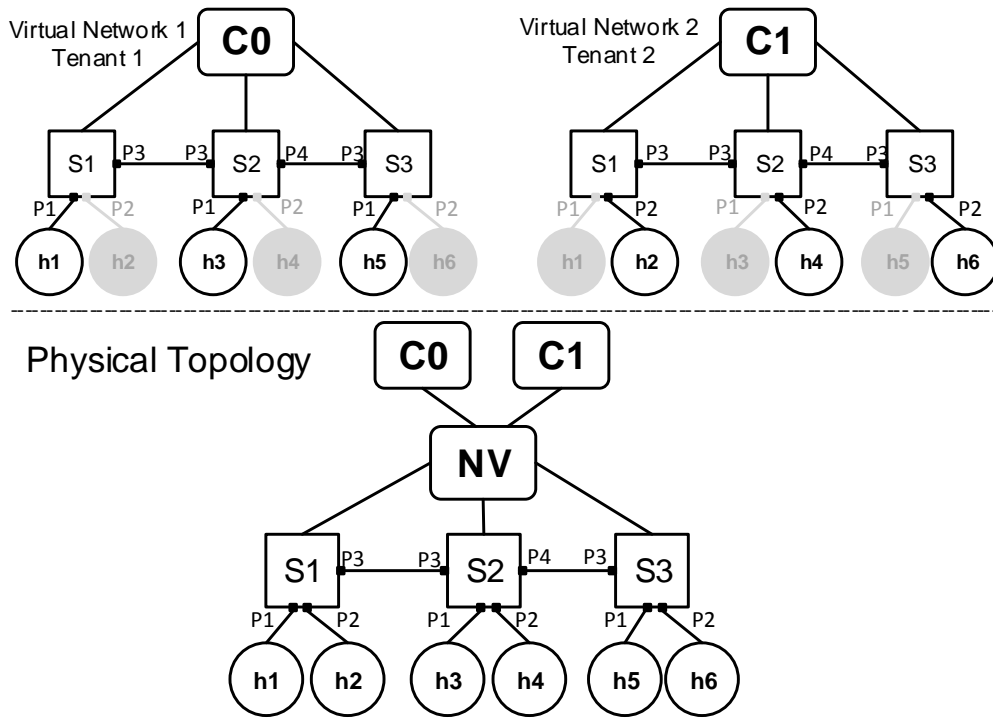 Virtual Network 1
Tenant 1
C0
Virtual Network 2
Tenant 2
C1
S1 P3 P3 S2 P4 P3 S3
P1 P2 P1 P2 P1 P2
h1 h2 h3 h4 h5 h6
S1 P3 P3 S2 P4 P3 S3
P1 P2 P1 P2 P1 P2
h1 h2 h3 h4 h5 h6
Physical Topology
C0 C1
NV
S1 P3 P3 S2 P4 P3 S3
P1 P2 P1 P2 P1 P2
h1 h2 h3 h4 h5 h6